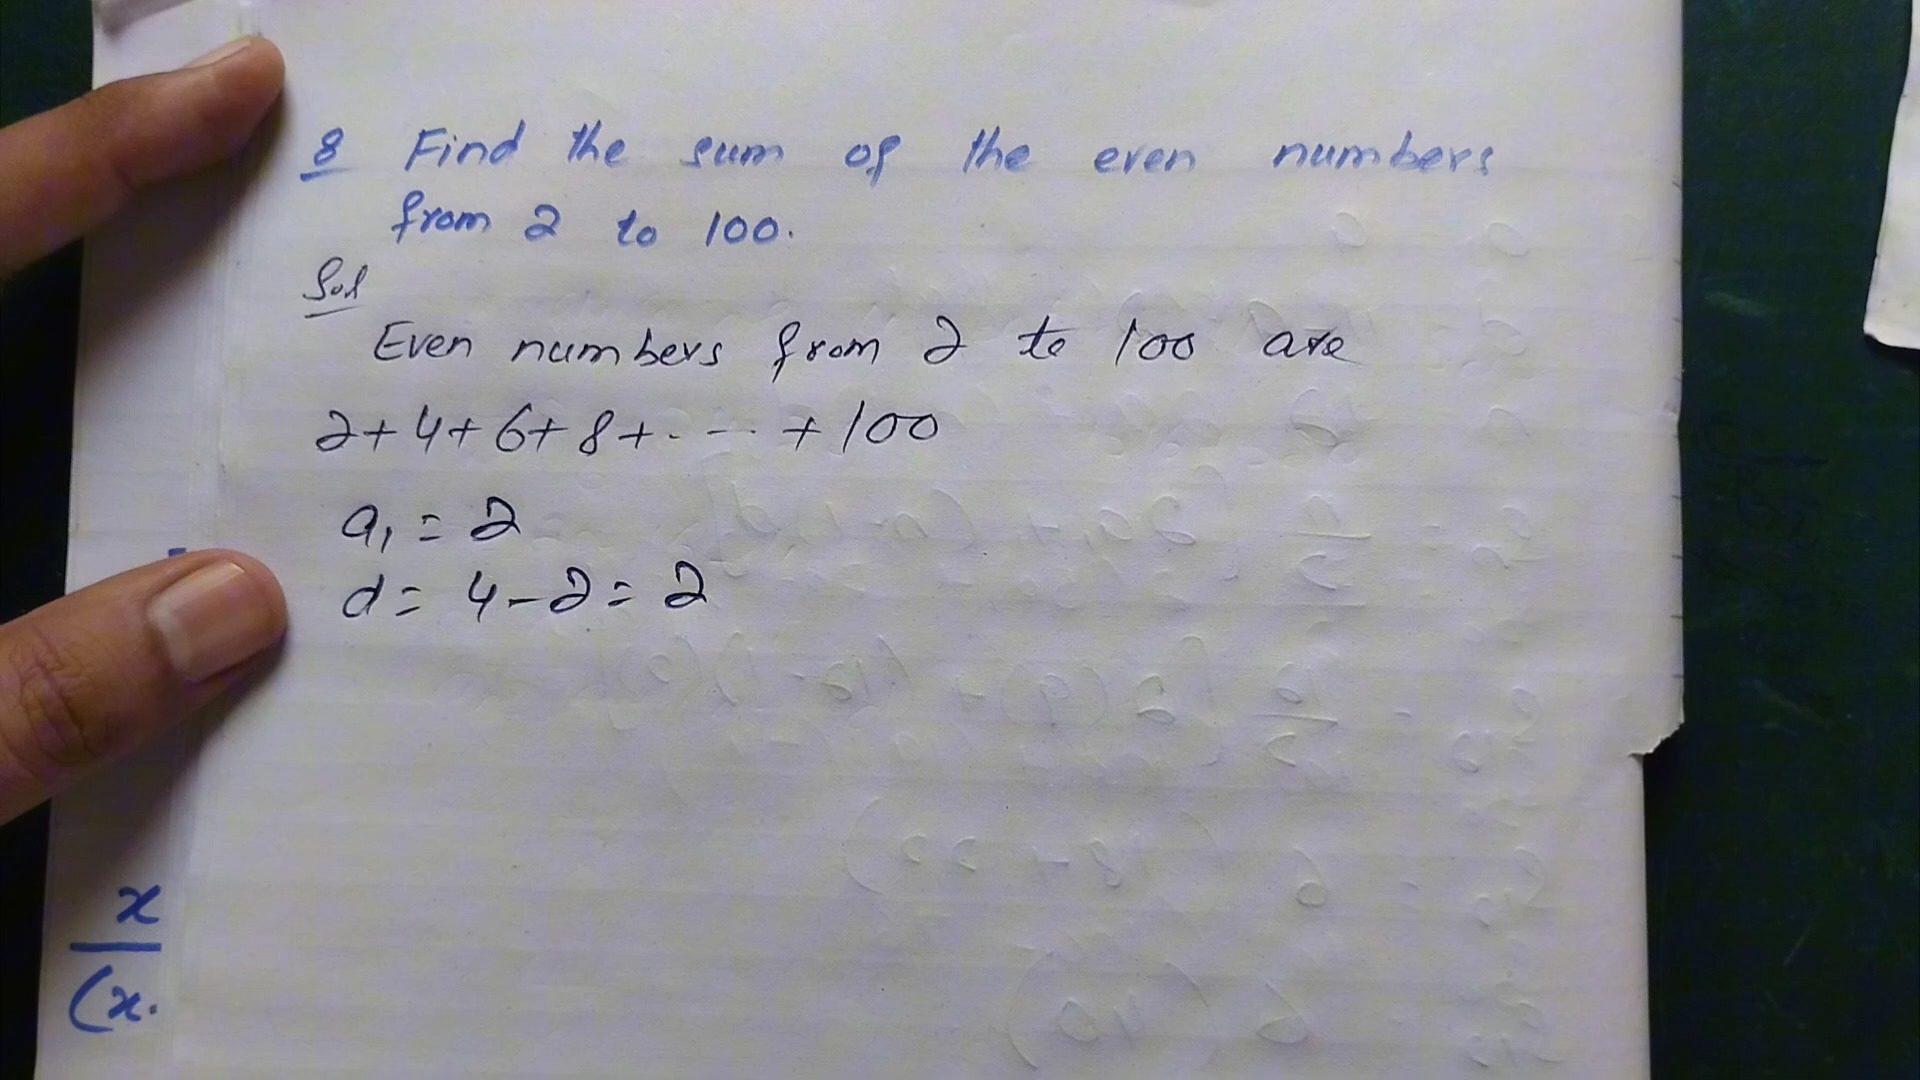 8 Find the sum of the even numbers
from 2 to 100.
Sol
Even numbers from 2 to 100 are
2+4+6+8+.--. +100
a₁ = 2
d = 4-2 = 2
x
(x.